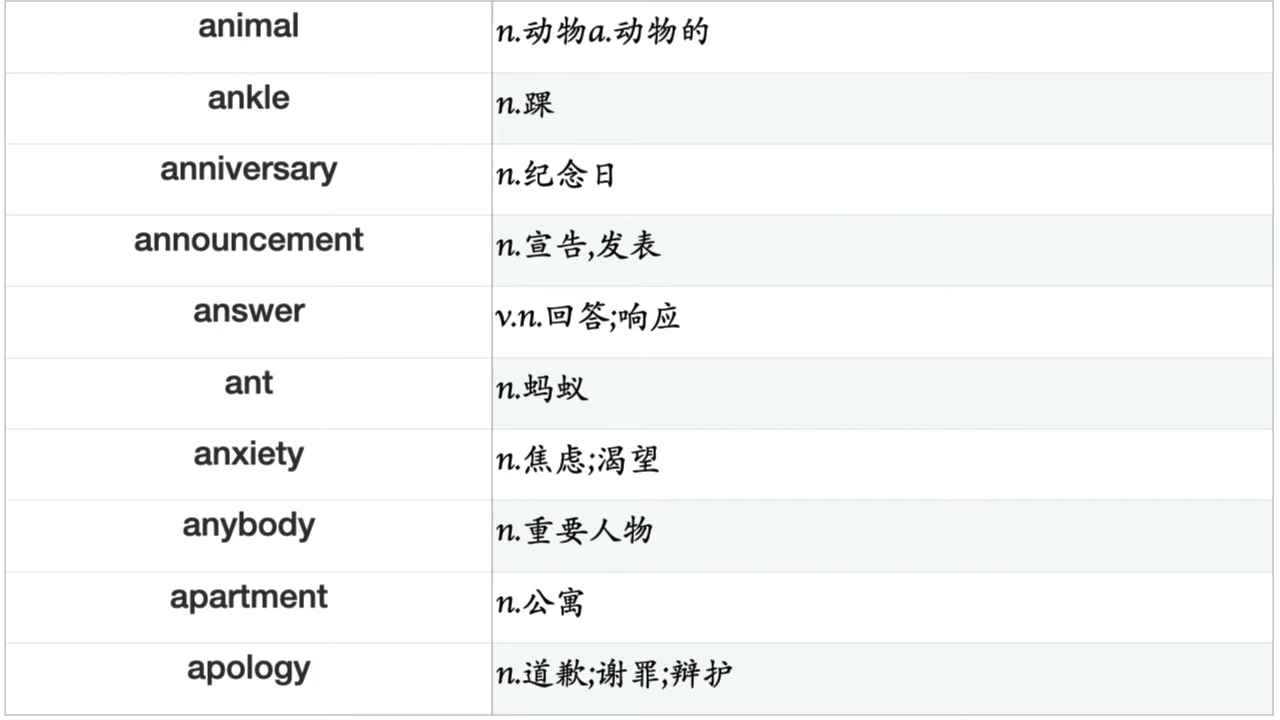 animal n.动物a.动物的
ankle n.踝
anniversary n.纪念日
announcement n.宣告,发表
answer v.n.回答;响应
ant n.蚂蚁
anxiety n.焦虑;渴望
anybody n.重要人物
apartment n.公寓
apology n.道歉;谢罪;辩护